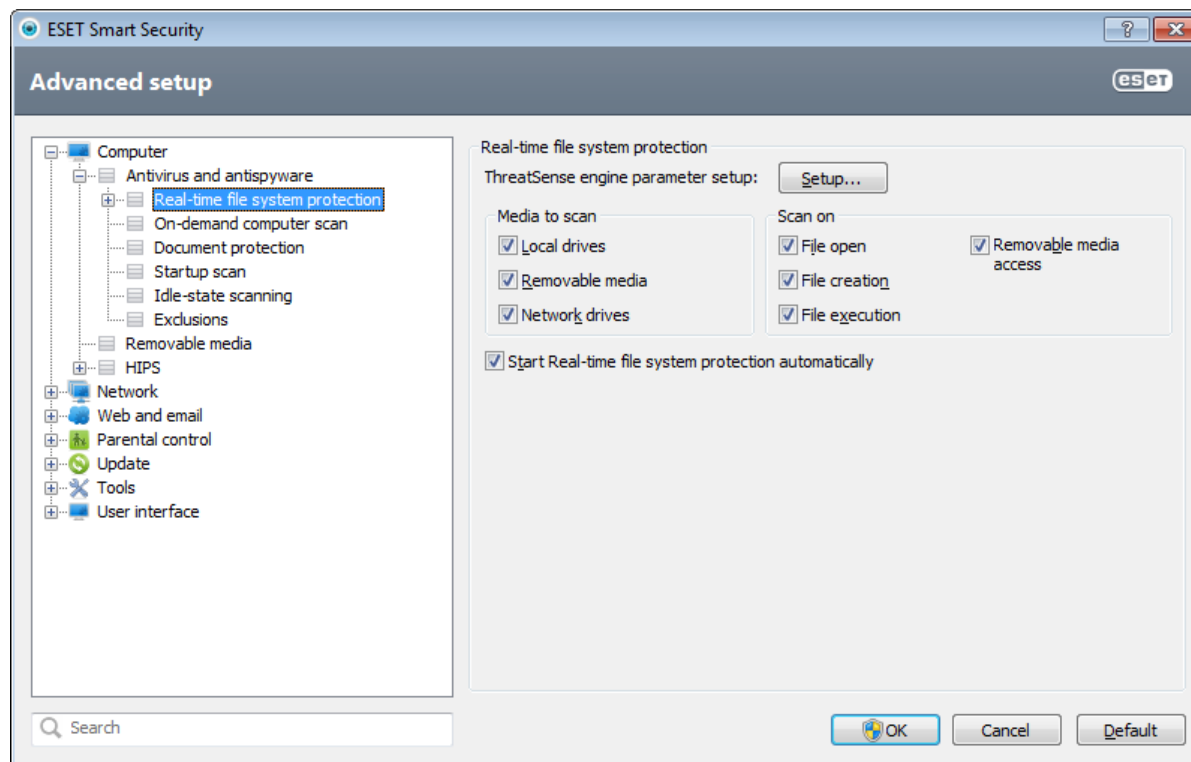 ESET Smart Security
Advanced setup
eset
Computer
Antivirus and antispyware
Real-time file system protection
On-demand computer scan
Document protection
Startup scan
Idle-state scanning
Exclusions
Removable media
HIPS
Network
Web and email
Parental control
Update
Tools
User interface
Search
Real-time file system protection
ThreatSense engine parameter setup:
Setup...
Media to scan
Local drives
Removable media
Network drives
Scan on
File open
File creation
File execution
Removable media
access
Start Real-time file system protection automatically
OK
Cancel
Default